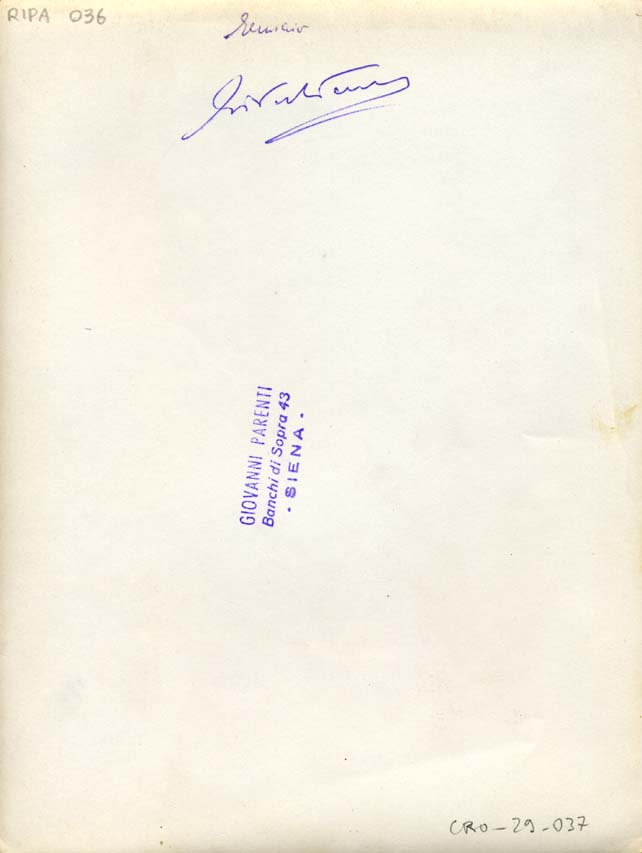 RIPA 036
GIOVANNI PARENTI
Banchi di Sopra 43
- SIENA -
CRO-29-037